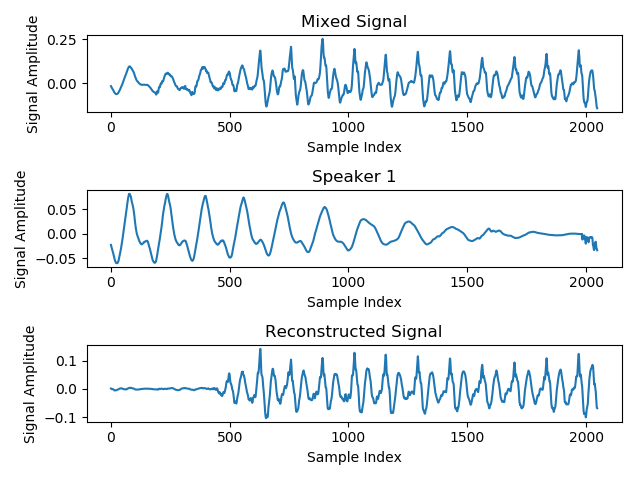 Mixed Signal
Signal Amplitude
0.25
0.00
0
500
1000
1500
2000
Sample Index
Speaker 1
Signal Amplitude
0.05
0.00
−0.05
0
500
1000
1500
2000
Sample Index
Reconstructed Signal
Signal Amplitude
0.1
0.0
−0.1
0
500
1000
1500
2000
Sample Index